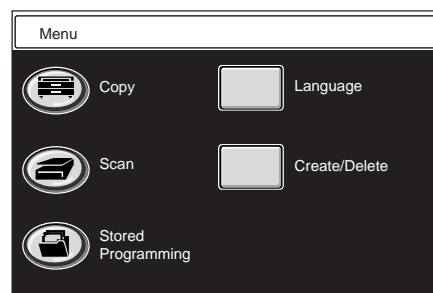 Menu
Copy
Language
Scan
Create/Delete
Stored
Programming